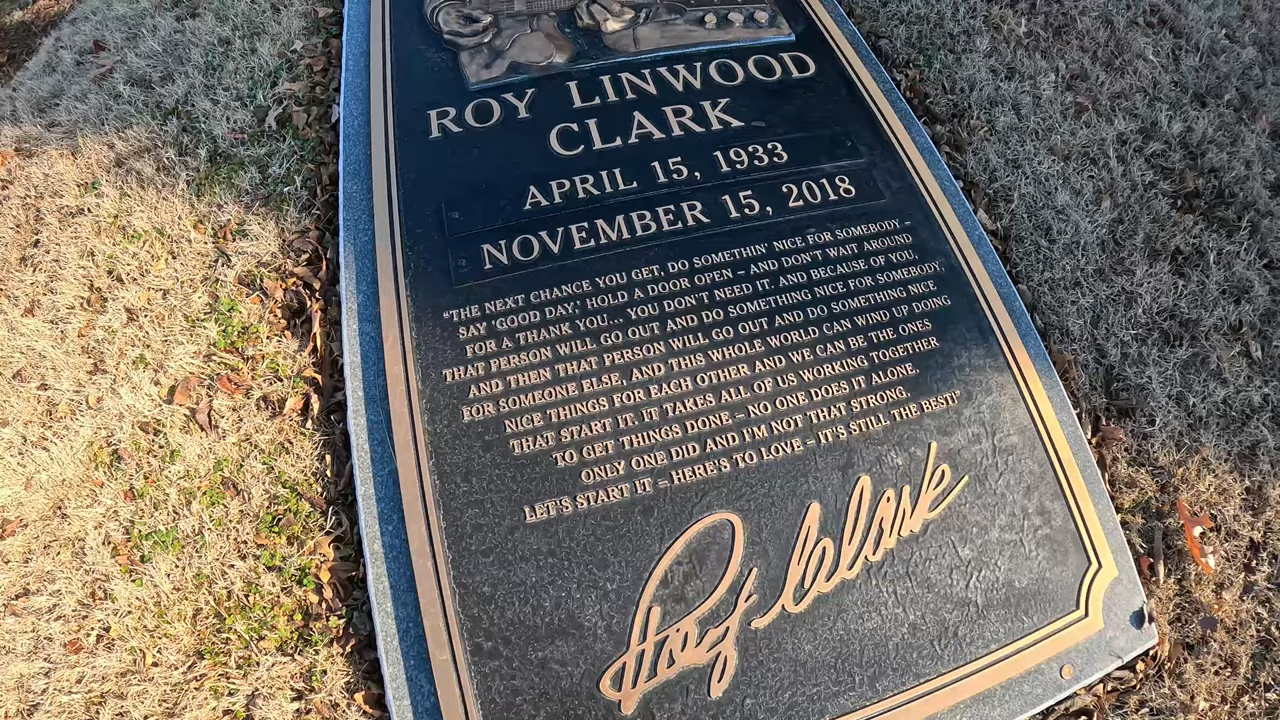 ROY LINWOOD
CLARK
APRIL 15, 1933
NOVEMBER 15, 2018
“THE NEXT CHANCE YOU GET, DO SOMETHIN’ NICE FOR SOMEBODY –
SAY ‘GOOD DAY,’ HOLD A DOOR OPEN – AND DON’T WAIT AROUND
FOR A THANK YOU... YOU DON’T NEED IT. AND BECAUSE OF YOU,
THAT PERSON WILL GO OUT AND DO SOMETHING NICE FOR SOMEBODY,
AND THEN THAT PERSON WILL GO OUT AND DO SOMETHING NICE
FOR SOMEONE ELSE, AND THIS WHOLE WORLD CAN WIND UP DOING
NICE THINGS FOR EACH OTHER AND WE CAN BE THE ONES
THAT START IT. IT TAKES ALL OF US WORKING TOGETHER
TO GET THINGS DONE – NO ONE DOES IT ALONE.
ONLY ONE DID AND I’M NOT THAT STRONG.
LET’S START IT – HERE’S TO LOVE – IT’S STILL THE BEST!”
Roy Clark